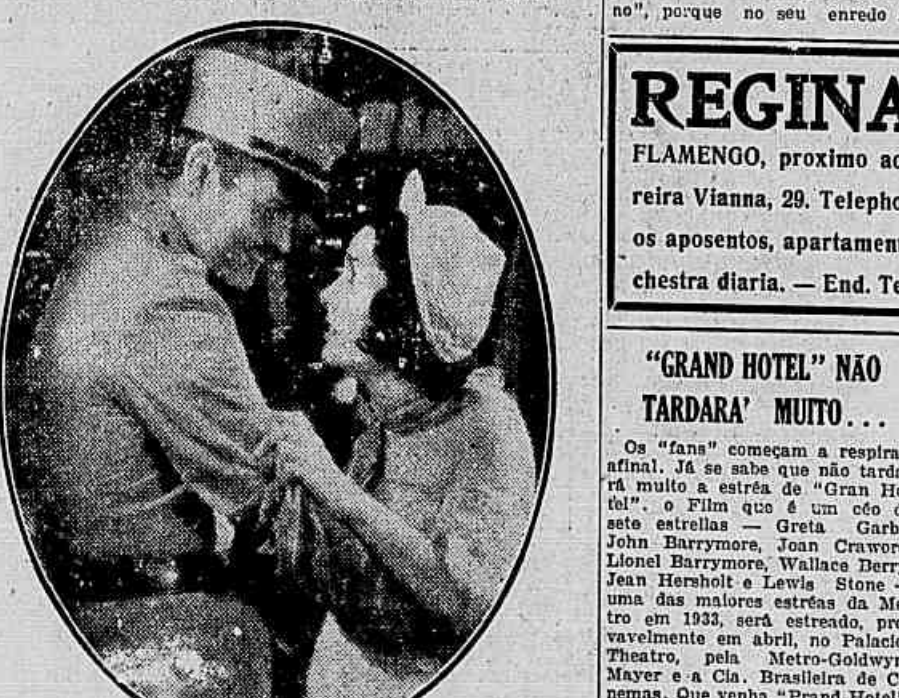 no", porque no seu enredo
REGINA
FLAMENGO, proximo ao
reira Vianna, 29. Telepho
os aposentos, apartamen
chestra diaria. — End. Te
"GRAND HOTEL" NÃO
TARDARA' MUITO...
Os "fans" começam a respira
afinal. Já se sabe que não tarda
rá muito a estréa de "Gran Ho
tel". o Film que é um céo d
sete estrellas — Greta Garb
John Barrymore, Joan Crawor
Lionel Barrymore, Wallace Berr
Jean Hersholt e Lewis Stone -
uma das maiores estréas da Me
tro em 1933, será estreado, pro
vavelmente em abril, no Palacio
Theatro, pela Metro-Goldwyn
Mayer e a Cia. Brasileira de C
nemas. Que venha "Grand Hotel